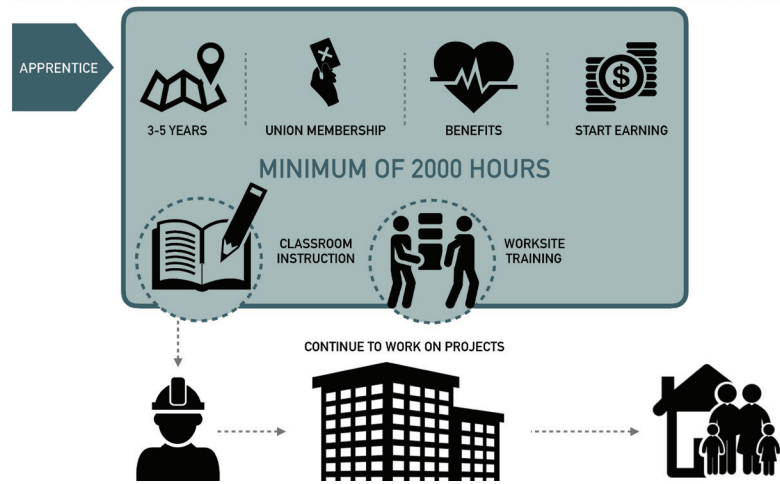 APPRENTICE
3-5 YEARS
UNION MEMBERSHIP
BENEFITS
START EARNING
MINIMUM OF 2000 HOURS
CLASSROOM
INSTRUCTION
WORKSITE
TRAINING
CONTINUE TO WORK ON PROJECTS